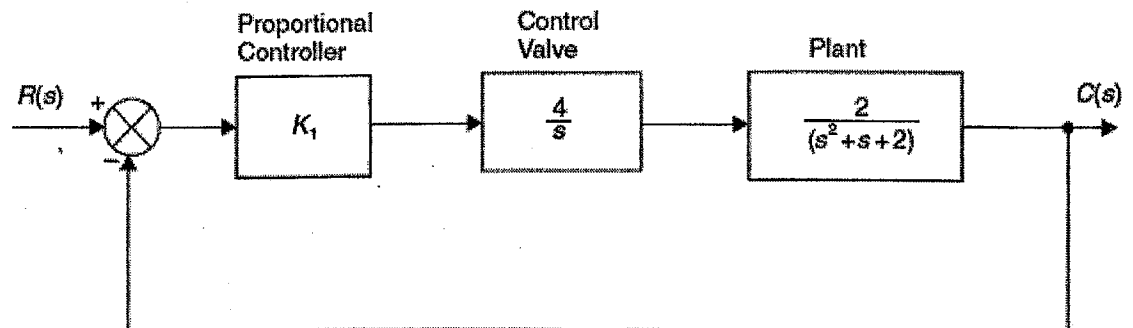 Proportional
Controller
Control
Valve
Plant
R(s)
+
−
K₁
4
s
2
(s²+s+2)
C(s)